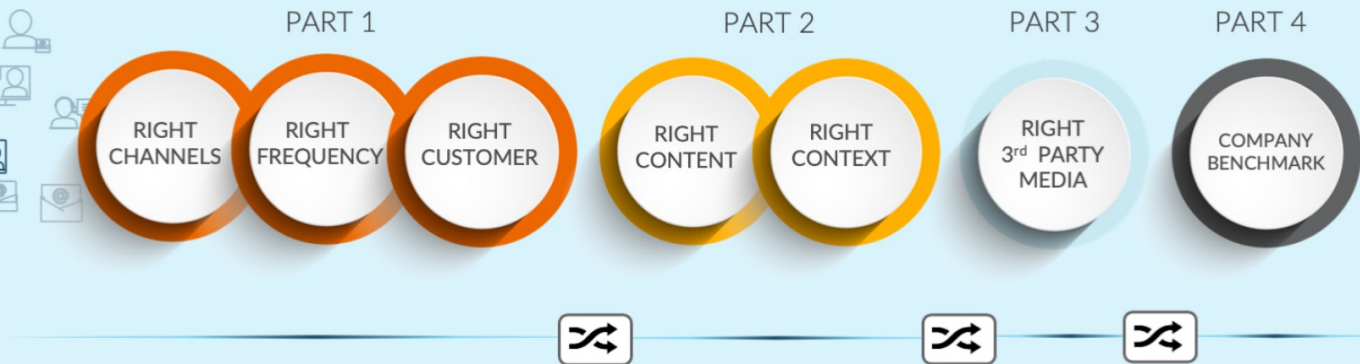 PART 1
PART 2
PART 3
PART 4
RIGHT
CHANNELS
RIGHT
FREQUENCY
RIGHT
CUSTOMER
RIGHT
CONTENT
RIGHT
CONTEXT
RIGHT
3rd PARTY
MEDIA
COMPANY
BENCHMARK